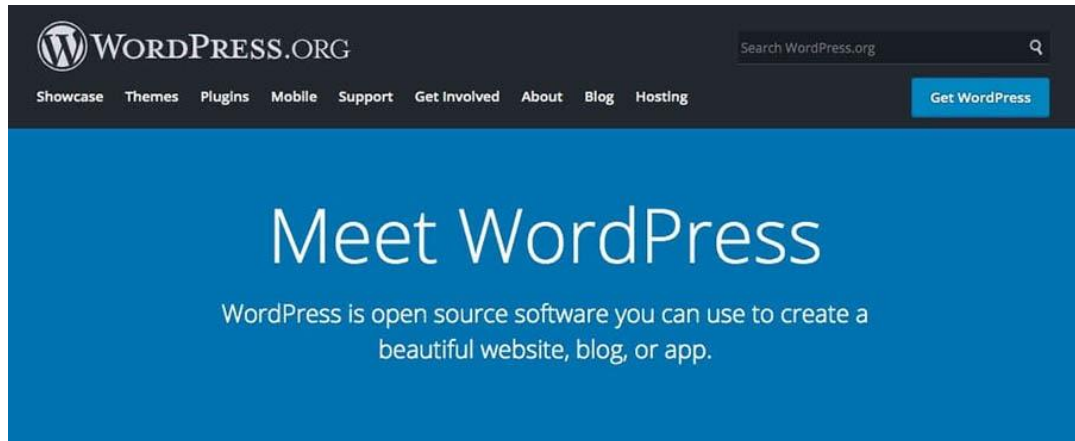 WORDPRESS.ORG
Search WordPress.org
Showcase Themes Plugins Mobile Support Get Involved About Blog Hosting
Get WordPress
Meet WordPress
WordPress is open source software you can use to create a
beautiful website, blog, or app.